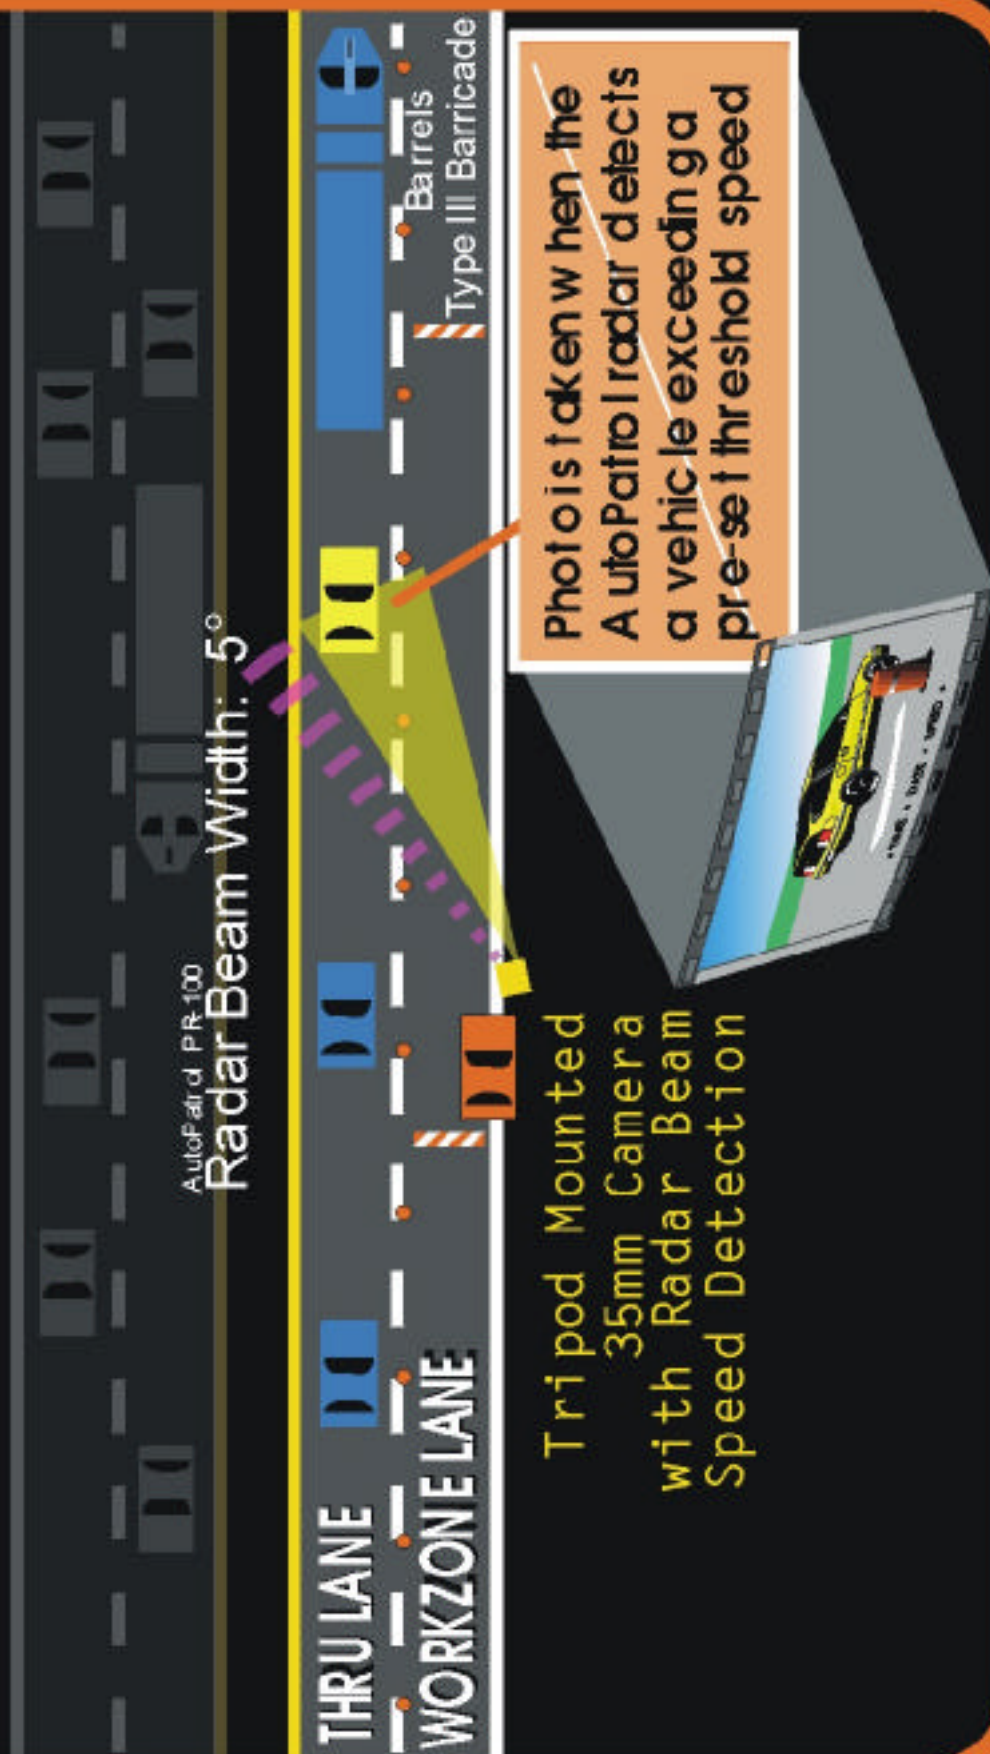 AutoPatrol PR-100
Radar Beam Width: 5°
THRU LANE
WORKZONE LANE
Barrels
Type III Barricade
Photo is taken when the
AutoPatrol radar detects
a vehicle exceeding a
pre-set threshold speed
Tripod Mounted
35mm Camera
with Radar Beam
Speed Detection